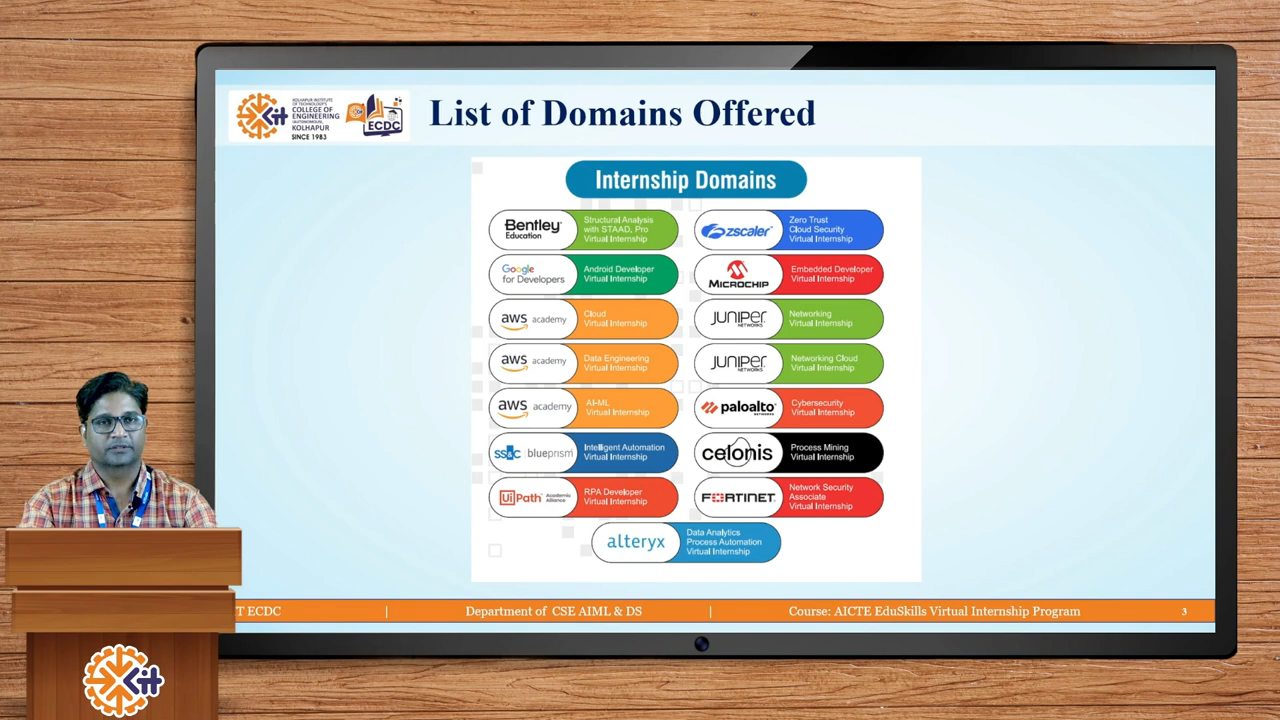 KIT
KOLHAPUR INSTITUTE
OF TECHNOLOGY'S
COLLEGE OF
ENGINEERING
(AUTONOMOUS),
KOLHAPUR
SINCE 1983
ECDC
List of Domains Offered
Internship Domains
Bentley
Education
Structural Analysis
with STAAD, Pro
Virtual Internship
zscaler
Zero Trust
Cloud Security
Virtual Internship
Google
for Developers
Android Developer
Virtual Internship
MICROCHIP
Embedded Developer
Virtual Internship
aws academy
Cloud
Virtual Internship
JUNIPER
NETWORKS
Networking
Virtual Internship
aws academy
Data Engineering
Virtual Internship
JUNIPER
NETWORKS
Networking Cloud
Virtual Internship
aws academy
AI-ML
Virtual Internship
paloalto
NETWORKS
Cybersecurity
Virtual Internship
SS&C blueprism
Intelligent Automation
Virtual Internship
celonis
Process Mining
Virtual Internship
UiPath Academic
Alliance
RPA Developer
Virtual Internship
FORTINET
Network Security
Associate
Virtual Internship
alteryx
Data Analytics
Process Automation
Virtual Internship
T ECDC | Department of CSE AIML & DS | Course: AICTE EduSkills Virtual Internship Program 3
Kit